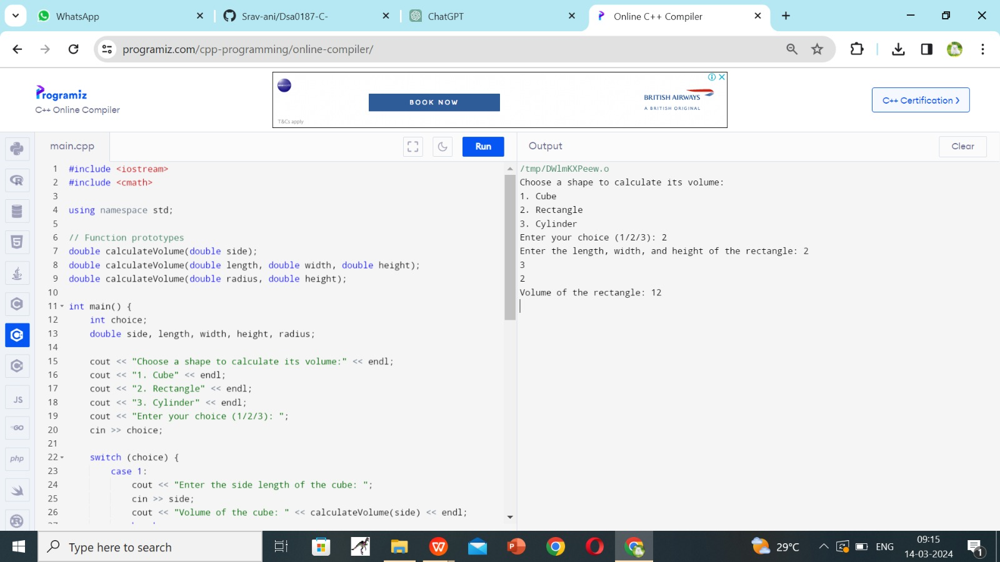 WhatsApp
Srav-ani/Dsa0187-C-
ChatGPT
Online C++ Compiler
programiz.com/cpp-programming/online-compiler/
Programiz
C++ Online Compiler
BOOK NOW
BRITISH AIRWAYS
A BRITISH ORIGINAL
T&Cs apply
C++ Certification >
main.cpp
Run
Output
Clear
1 #include <iostream>
2 #include <cmath>
3
4 using namespace std;
5
6 // Function prototypes
7 double calculateVolume(double side);
8 double calculateVolume(double length, double width, double height);
9 double calculateVolume(double radius, double height);
10
11 int main() {
12 int choice;
13 double side, length, width, height, radius;
14
15 cout << "Choose a shape to calculate its volume:" << endl;
16 cout << "1. Cube" << endl;
17 cout << "2. Rectangle" << endl;
18 cout << "3. Cylinder" << endl;
19 cout << "Enter your choice (1/2/3): ";
20 cin >> choice;
21
22 switch (choice) {
23 case 1:
24 cout << "Enter the side length of the cube: ";
25 cin >> side;
26 cout << "Volume of the cube: " << calculateVolume(side) << endl;
/tmp/DWlmKXPeew.o
Choose a shape to calculate its volume:
1. Cube
2. Rectangle
3. Cylinder
Enter your choice (1/2/3): 2
Enter the length, width, and height of the rectangle: 2
3
2
Volume of the rectangle: 12
JS
GO
php
Type here to search
29°C
ENG
09:15
14-03-2024
1